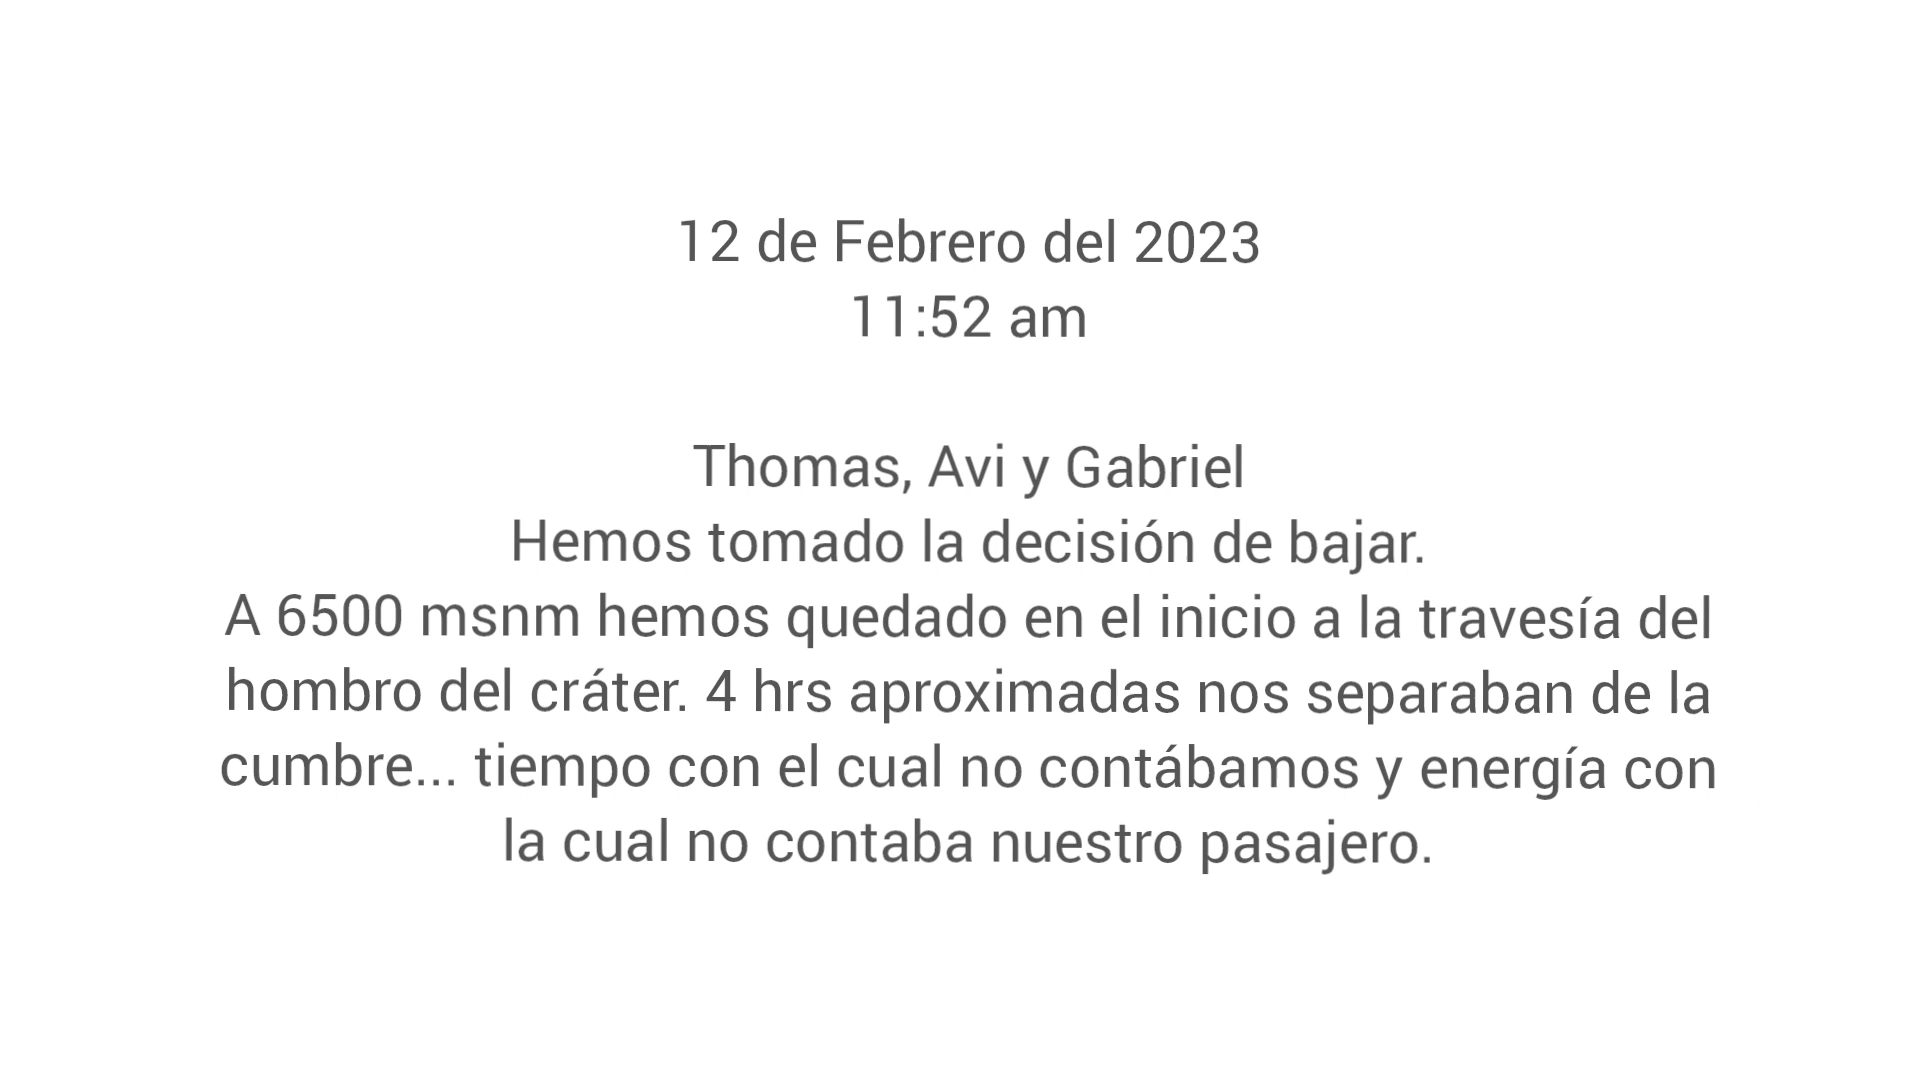 12 de Febrero del 2023
11:52 am
Thomas, Avi y Gabriel
Hemos tomado la decisión de bajar.
A 6500 msnm hemos quedado en el inicio a la travesía del
hombro del cráter. 4 hrs aproximadas nos separaban de la
cumbre... tiempo con el cual no contábamos y energía con
la cual no contaba nuestro pasajero.